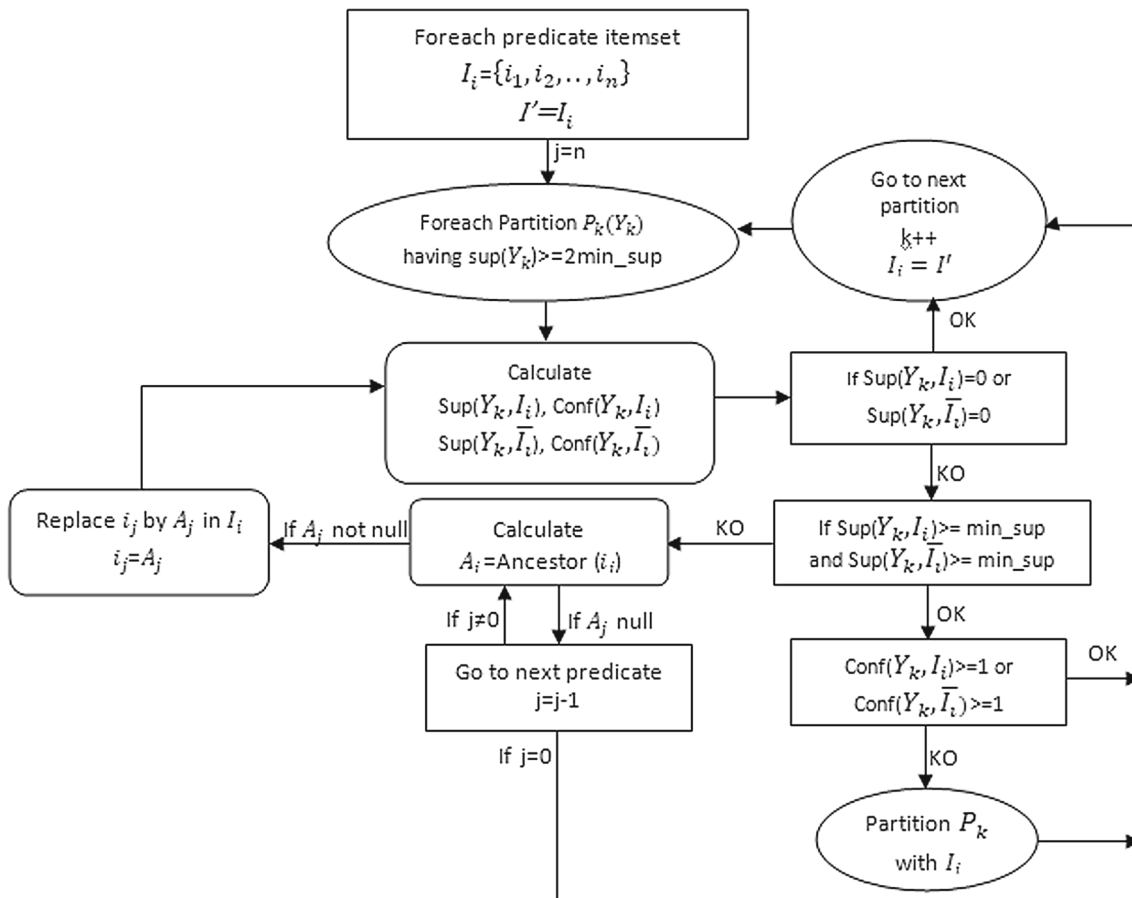 Foreach predicate itemset
I_i={i_1,i_2,..,i_n}
I'=I_i
j=n
Foreach Partition P_k(Y_k)
having sup(Y_k)>=2min_sup
Go to next
partition
k++
I_i = I'
OK
Calculate
Sup(Y_k,I_i), Conf(Y_k,I_i)
Sup(Y_k,I̅_i), Conf(Y_k,I̅_i)
If Sup(Y_k,I_i)=0 or
Sup(Y_k,I̅_i)=0
KO
Replace i_j by A_j in I_i
i_j=A_j
If A_j not null
Calculate
A_i=Ancestor (i_i)
KO
If Sup(Y_k,I_i)>= min_sup
and Sup(Y_k,I̅_i)>= min_sup
If j≠0
If A_j null
OK
Go to next predicate
j=j-1
Conf(Y_k,I_i)>=1 or
Conf(Y_k,I̅_i)>=1
OK
If j=0
KO
Partition P_k
with I_i